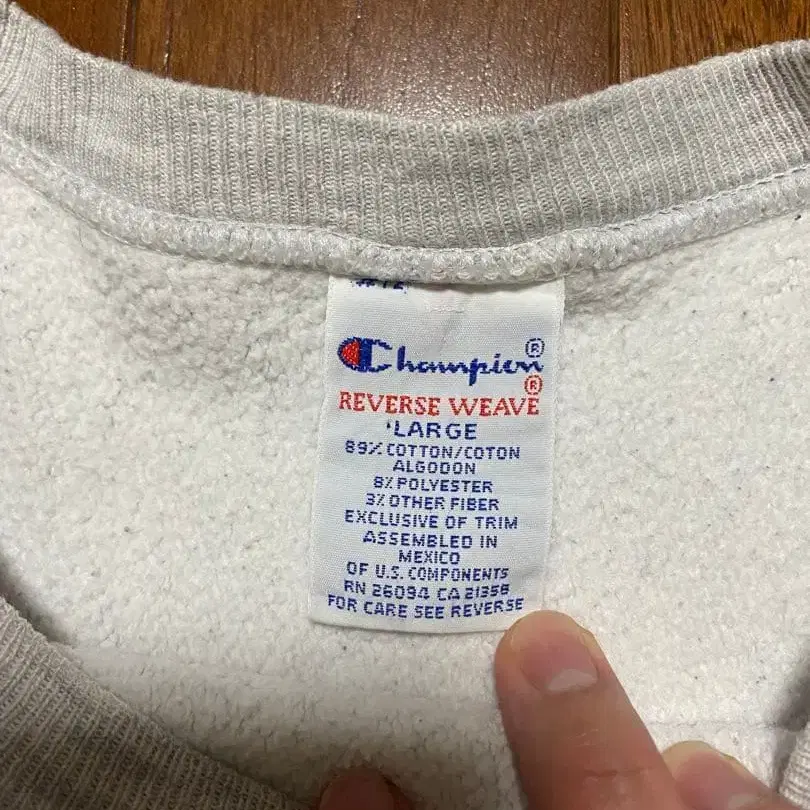 Champion®
®
REVERSE WEAVE
LARGE
89% COTTON/COTON
ALGODON
8% POLYESTER
3% OTHER FIBER
EXCLUSIVE OF TRIM
ASSEMBLED IN
MEXICO
OF U.S. COMPONENTS
RN 26094 CA 21358
FOR CARE SEE REVERSE